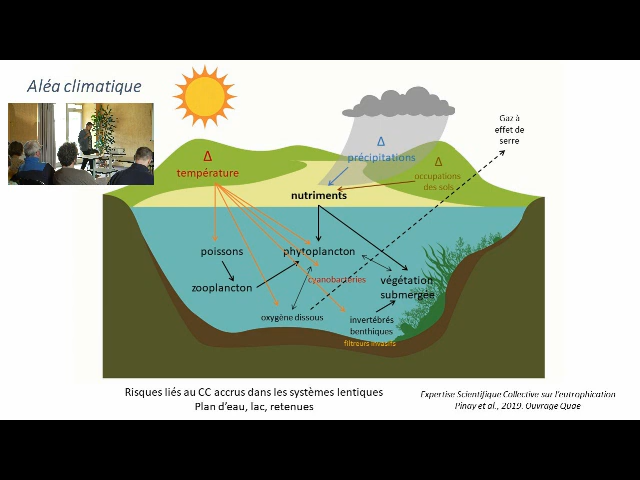 Aléa climatique
Gaz à
effet de
serre
Δ
précipitations
Δ
température
Δ
occupations
des sols
nutriments
poissons
phytoplancton
cyanobactéries
zooplancton
végétation
submergée
oxygène dissous
invertébrés
benthiques
filtreurs invasifs
Risques liés au CC accrus dans les systèmes lentiques
Plan d'eau, lac, retenues
Expertise Scientifique Collective sur l'eutrophication
Pinay et al., 2019. Ouvrage Quae